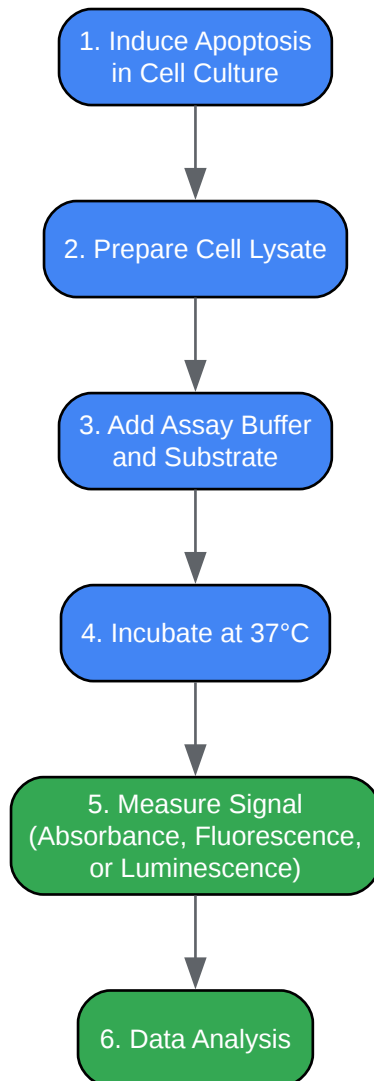 1. Induce Apoptosis
in Cell Culture
2. Prepare Cell Lysate
3. Add Assay Buffer
and Substrate
4. Incubate at 37°C
5. Measure Signal
(Absorbance, Fluorescence,
or Luminescence)
6. Data Analysis